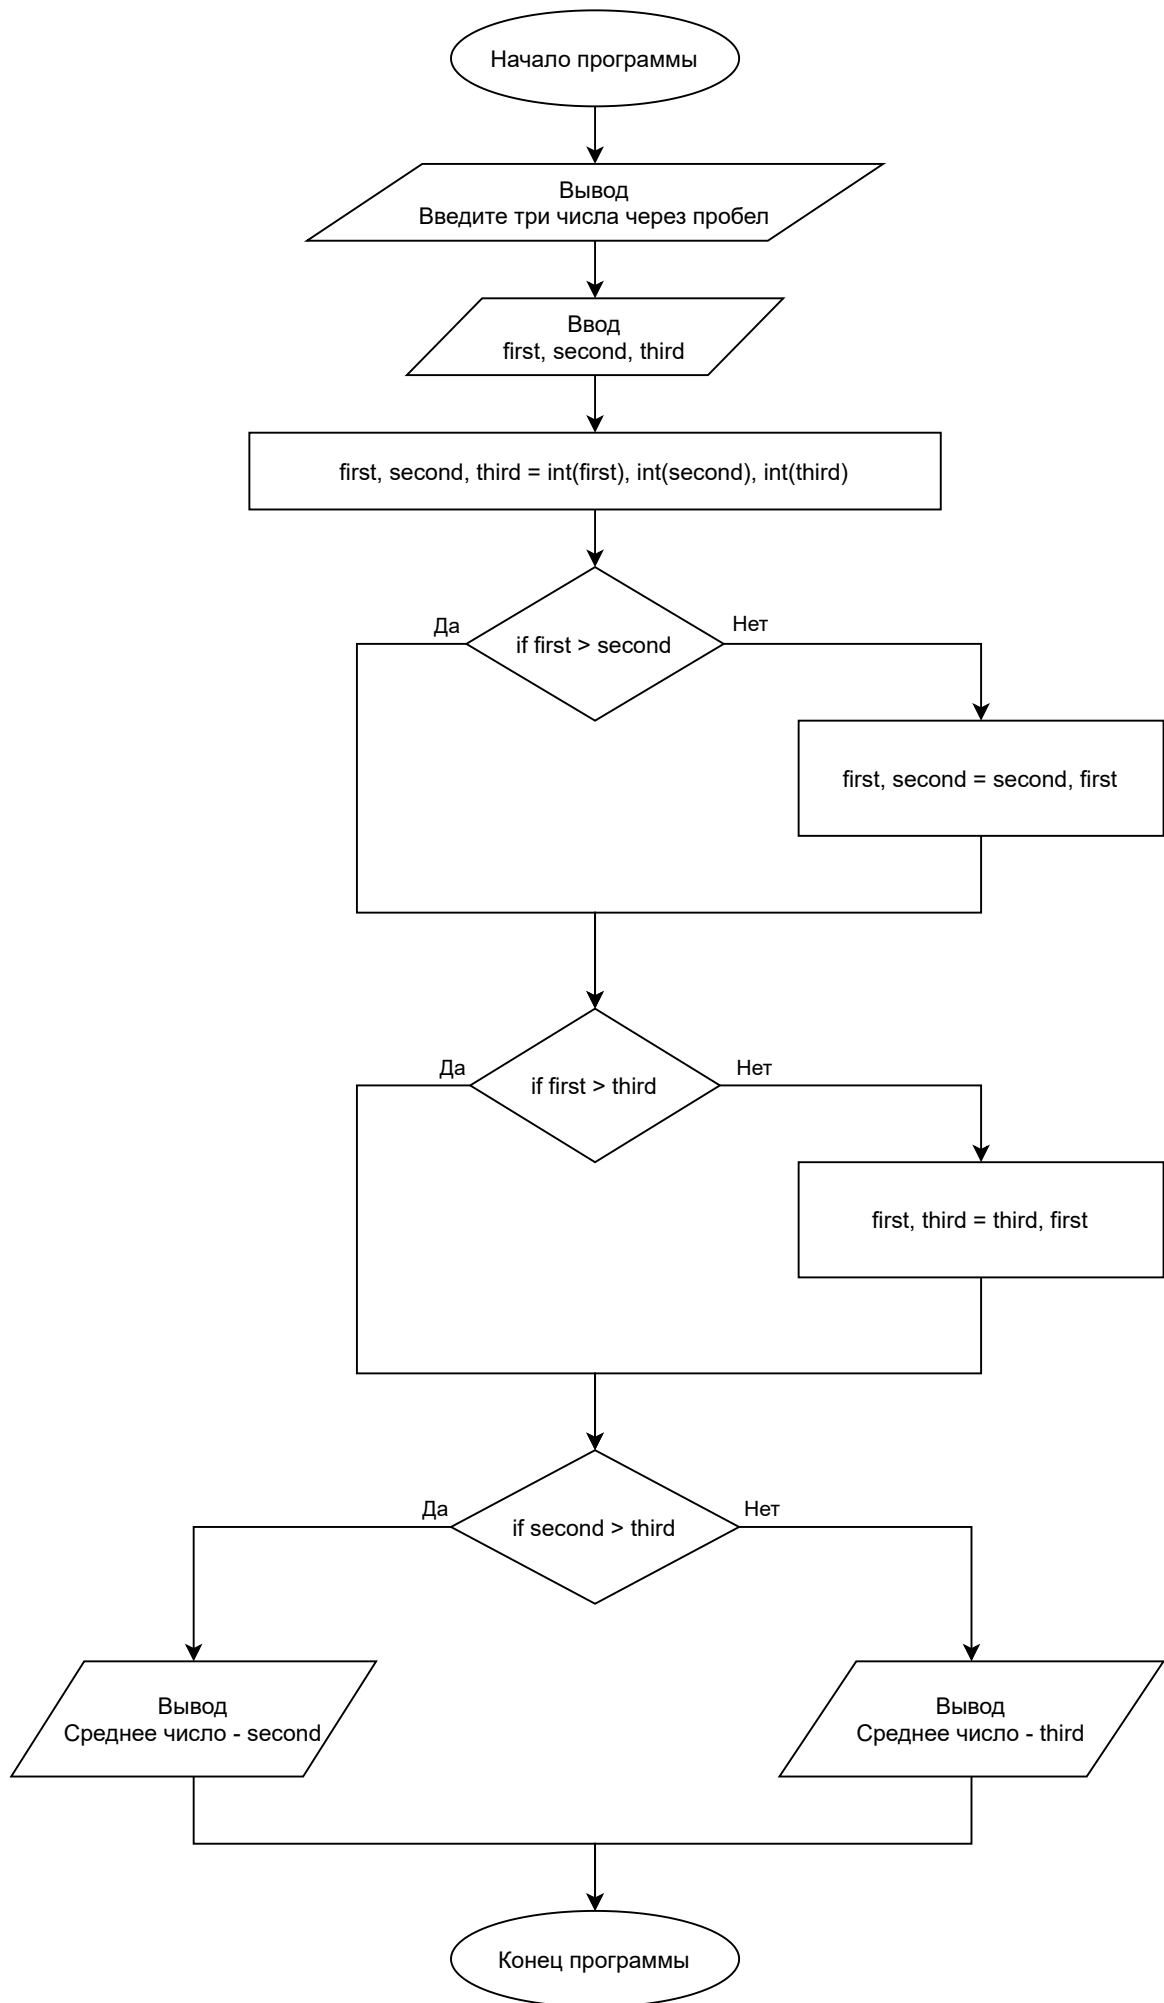 Начало программы
Вывод
Введите три числа через пробел
Ввод
first, second, third
first, second, third = int(first), int(second), int(third)
Да
if first > second
Нет
first, second = second, first
Да
if first > third
Нет
first, third = third, first
Да
if second > third
Нет
Вывод
Среднее число - second
Вывод
Среднее число - third
Конец программы